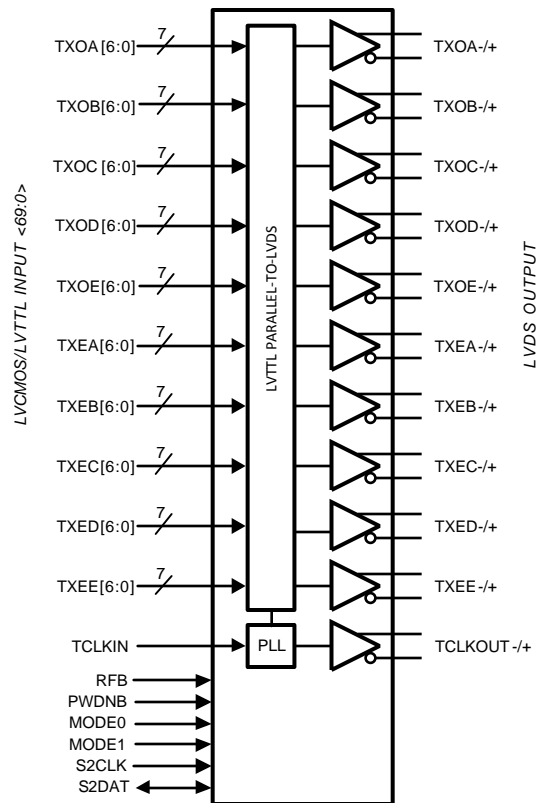 LVCMOS/LVTTL INPUT <69:0>
TXOA[6:0] 7 TXOA-/+
TXOB[6:0] 7 TXOB-/+
TXOC[6:0] 7 TXOC-/+
TXOD[6:0] 7 TXOD-/+
TXOE[6:0] 7 TXOE-/+
TXEA[6:0] 7 TXEA-/+
TXEB[6:0] 7 TXEB-/+
TXEC[6:0] 7 TXEC-/+
TXED[6:0] 7 TXED-/+
TXEE[6:0] 7 TXEE-/+
LVTTL PARALLEL-TO-LVDS
LVDS OUTPUT
TCLKIN PLL TCLKOUT-/+
RFB
PWDNB
MODE0
MODE1
S2CLK
S2DAT